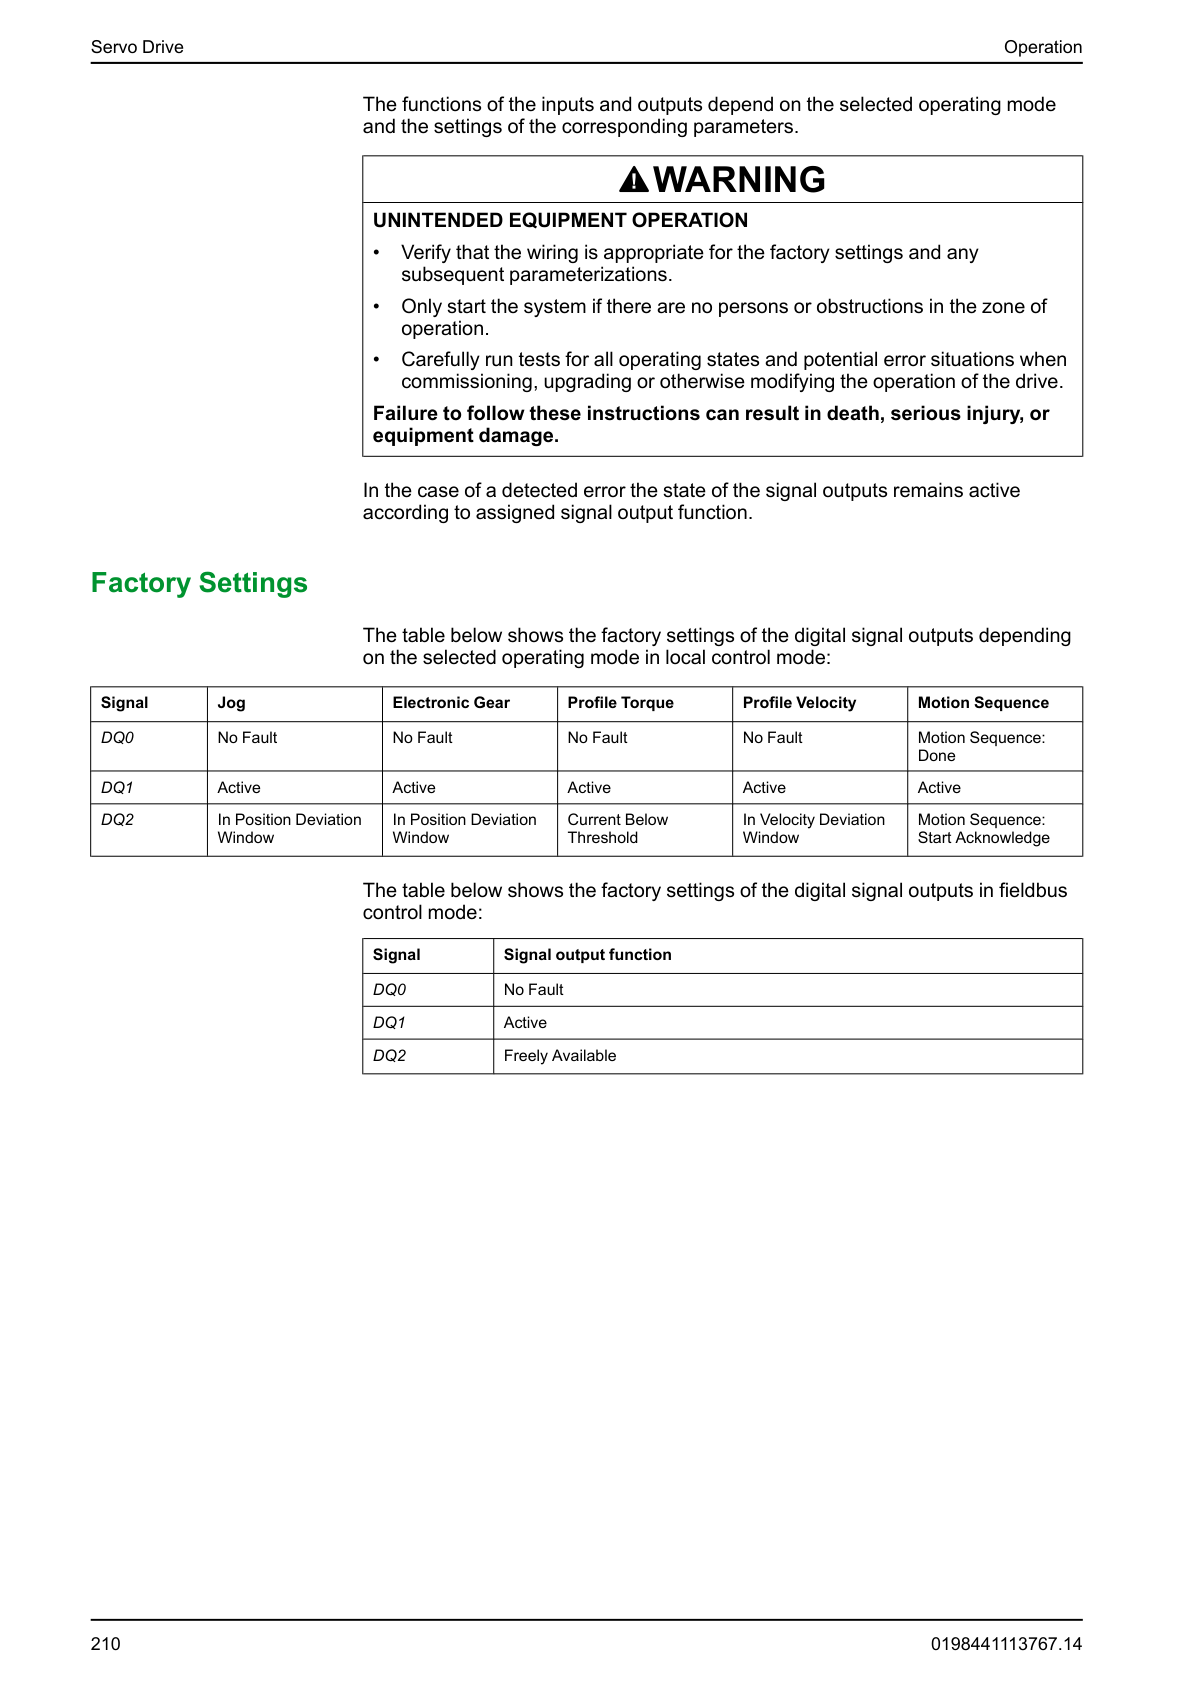 Servo Drive
Operation
The functions of the inputs and outputs depend on the selected operating mode
and the settings of the corresponding parameters.
WARNING
UNINTENDED EQUIPMENT OPERATION
• Verify that the wiring is appropriate for the factory settings and any
subsequent parameterizations.
• Only start the system if there are no persons or obstructions in the zone of
operation.
• Carefully run tests for all operating states and potential error situations when
commissioning, upgrading or otherwise modifying the operation of the drive.
Failure to follow these instructions can result in death, serious injury, or
equipment damage.
In the case of a detected error the state of the signal outputs remains active
according to assigned signal output function.
Factory Settings
The table below shows the factory settings of the digital signal outputs depending
on the selected operating mode in local control mode:
Signal Jog Electronic Gear Profile Torque Profile Velocity Motion Sequence
DQ0 No Fault No Fault No Fault No Fault Motion Sequence:
Done
DQ1 Active Active Active Active Active
DQ2 In Position Deviation In Position Deviation Current Below In Velocity Deviation Motion Sequence:
Window Window Threshold Window Start Acknowledge
The table below shows the factory settings of the digital signal outputs in fieldbus
control mode:
Signal Signal output function
DQ0 No Fault
DQ1 Active
DQ2 Freely Available
210
0198441113767.14